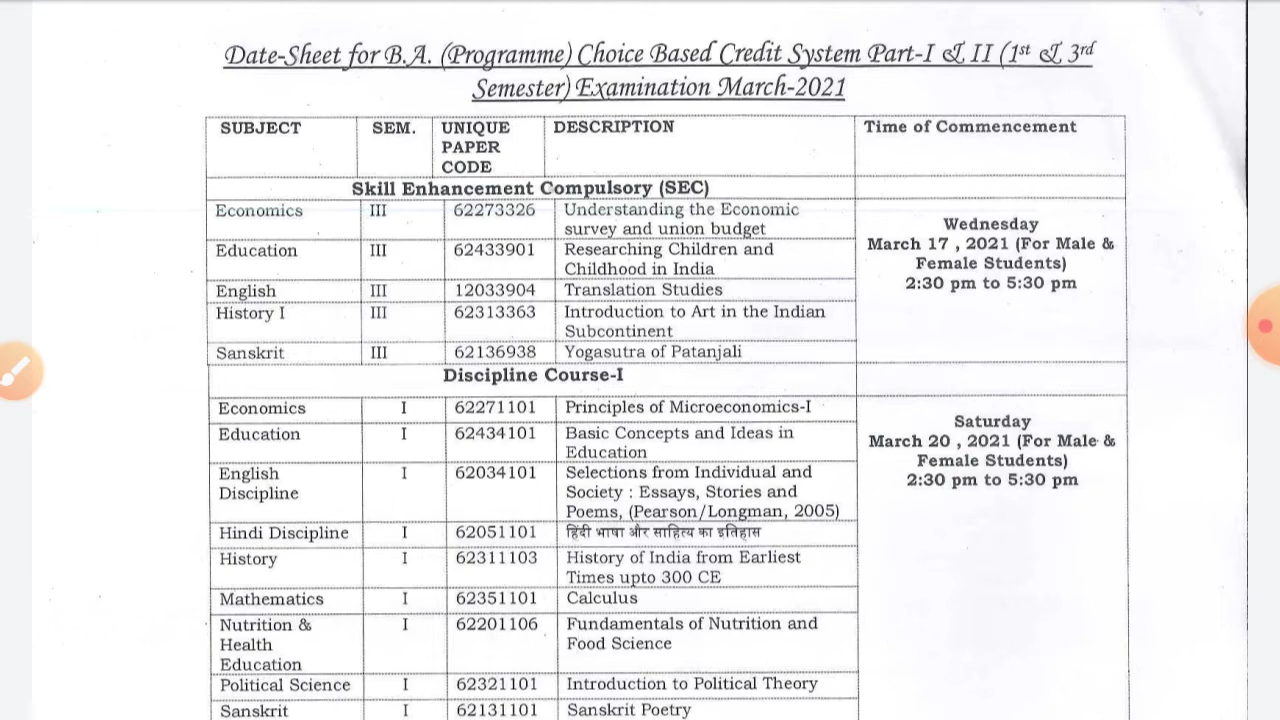 Date-Sheet for B.A. (Programme) Choice Based Credit System Part-I & II (1st & 3rd
Semester) Examination March-2021
SUBJECT SEM. UNIQUE PAPER CODE DESCRIPTION Time of Commencement
Skill Enhancement Compulsory (SEC)
Economics III 62273326 Understanding the Economic
survey and union budget
Education III 62433901 Researching Children and
Childhood in India
English III 12033904 Translation Studies
History I III 62313363 Introduction to Art in the Indian
Subcontinent
Sanskrit III 62136938 Yogasutra of Patanjali
Wednesday
March 17 , 2021 (For Male &
Female Students)
2:30 pm to 5:30 pm
Discipline Course-I
Economics I 62271101 Principles of Microeconomics-I
Education I 62434101 Basic Concepts and Ideas in
Education
English I 62034101 Selections from Individual and
Discipline Society : Essays, Stories and
Poems, (Pearson/Longman, 2005)
Hindi Discipline I 62051101 हिंदी भाषा और साहित्य का इतिहास
History I 62311103 History of India from Earliest
Times upto 300 CE
Mathematics I 62351101 Calculus
Nutrition & I 62201106 Fundamentals of Nutrition and
Health Food Science
Education
Political Science I 62321101 Introduction to Political Theory
Sanskrit I 62131101 Sanskrit Poetry
Saturday
March 20 , 2021 (For Male &
Female Students)
2:30 pm to 5:30 pm